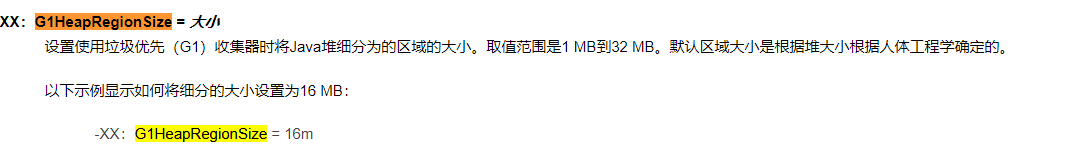 XX：G1HeapRegionSize = 大小
设置使用垃圾优先（G1）收集器时将Java堆细分为的区域的大小。取值范围是1 MB到32 MB。默认区域大小是根据堆大小根据人体工程学确定的。
以下示例显示如何将细分的大小设置为16 MB：
-XX：G1HeapRegionSize = 16m